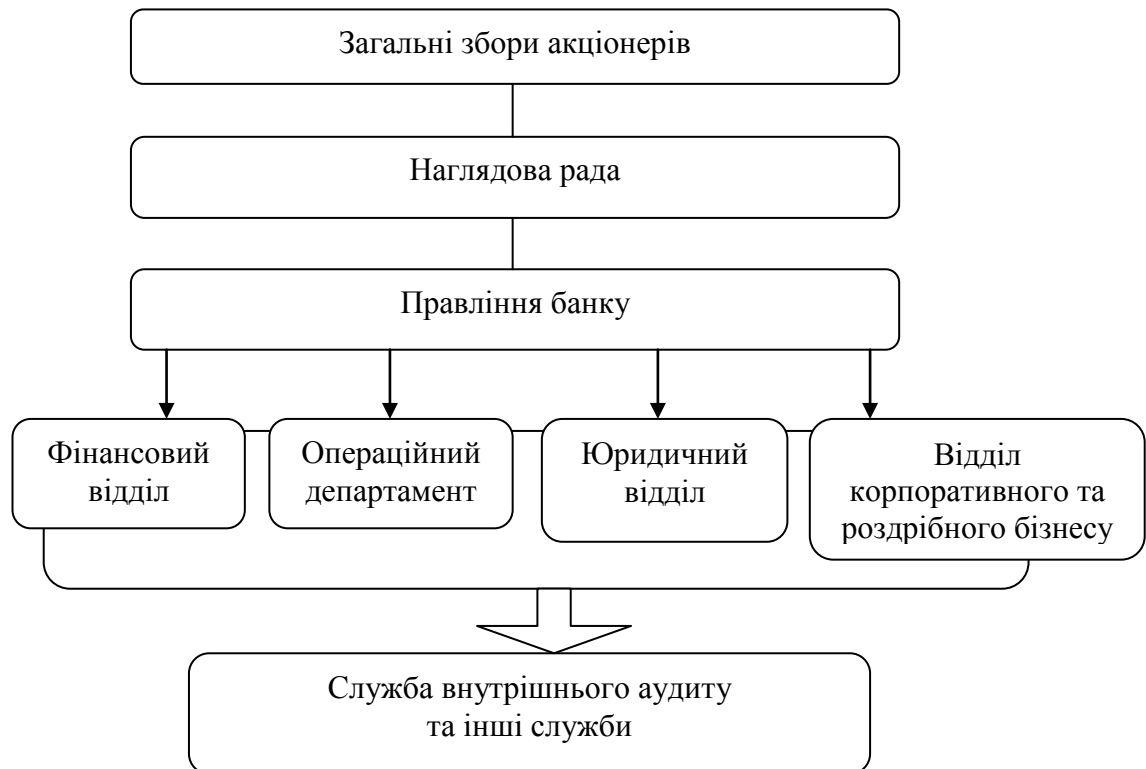 Загальні збори акціонерів
Наглядова рада
Правління банку
Фінансовий
відділ
Операційний
департамент
Юридичний
відділ
Відділ
корпоративного та
роздрібного бізнесу
Служба внутрішнього аудиту
та інші служби